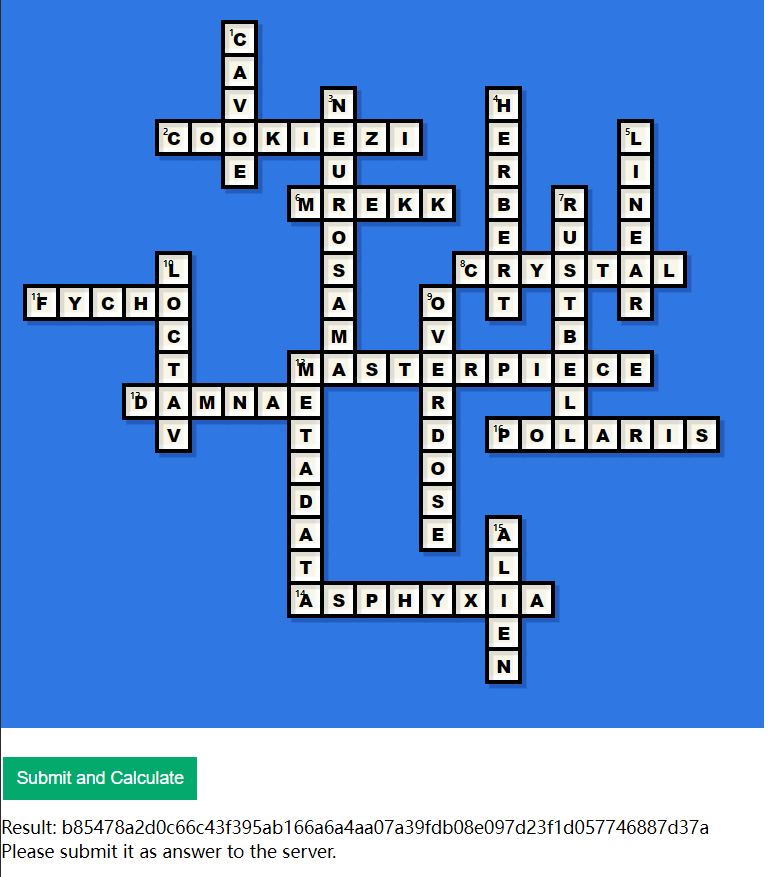 1 CAVOE
2 COOKIEZI
3 NEUROSAMA
4 HERBERT
5 LINEAR
6 MREKK
7 RUSTBELL
8 CRYSTAL
9 OVERDOSE
10 LOCTAV
11 FYCHO
13 MASTERPIECE
12 DAMNAE
METADATA
16 POLARIS
15 ALIEN
14 ASPHYXIA
Submit and Calculate
Result: b85478a2d0c66c43f395ab166a6a4aa07a39fdb08e097d23f1d057746887d37a
Please submit it as answer to the server.